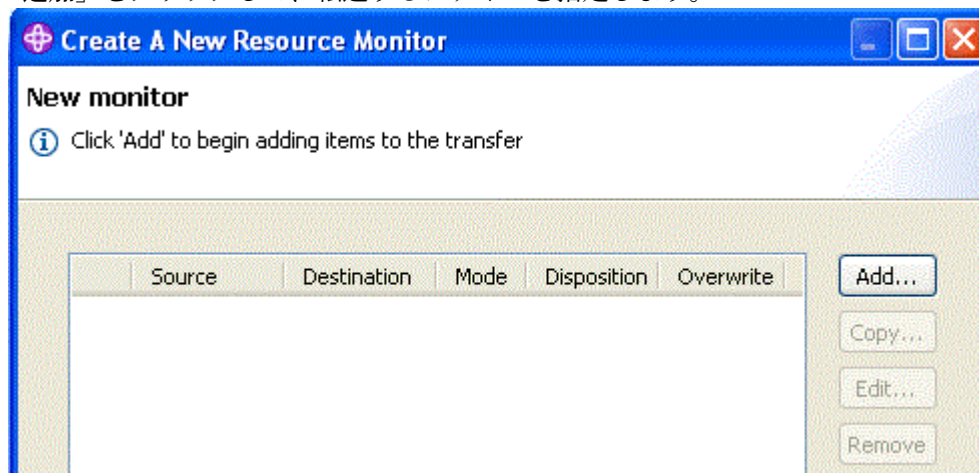 Create A New Resource Monitor
New monitor
Click 'Add' to begin adding items to the transfer
Source Destination Mode Disposition Overwrite
Add...
Copy...
Edit...
Remove